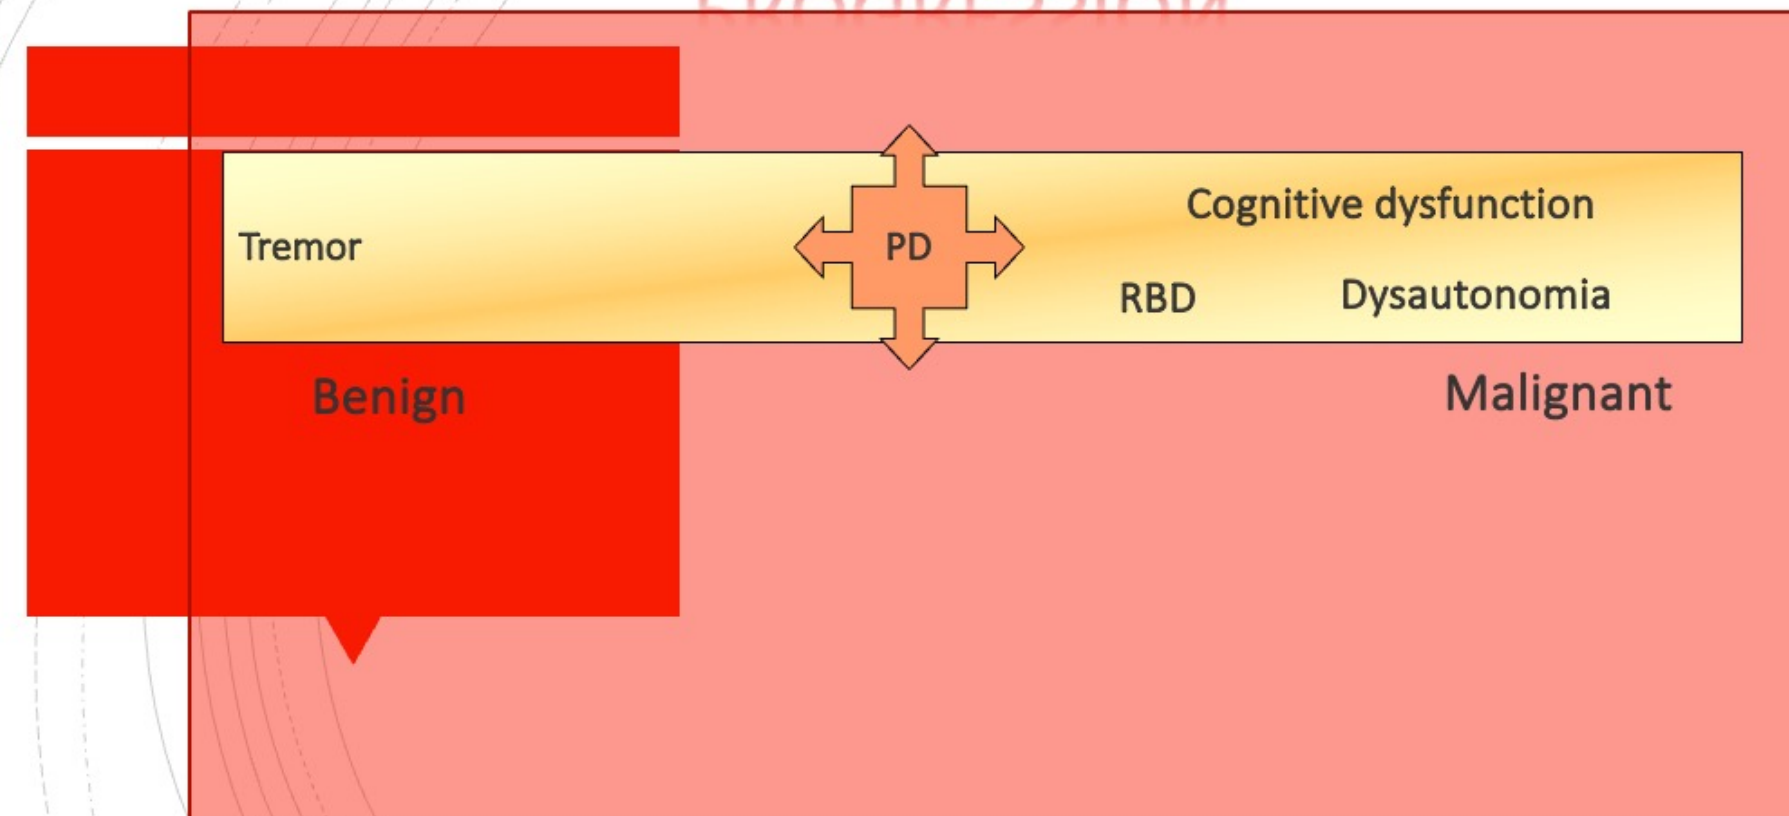 Cognitive dysfunction
Tremor
PD
RBD
Dysautonomia
Benign
Malignant